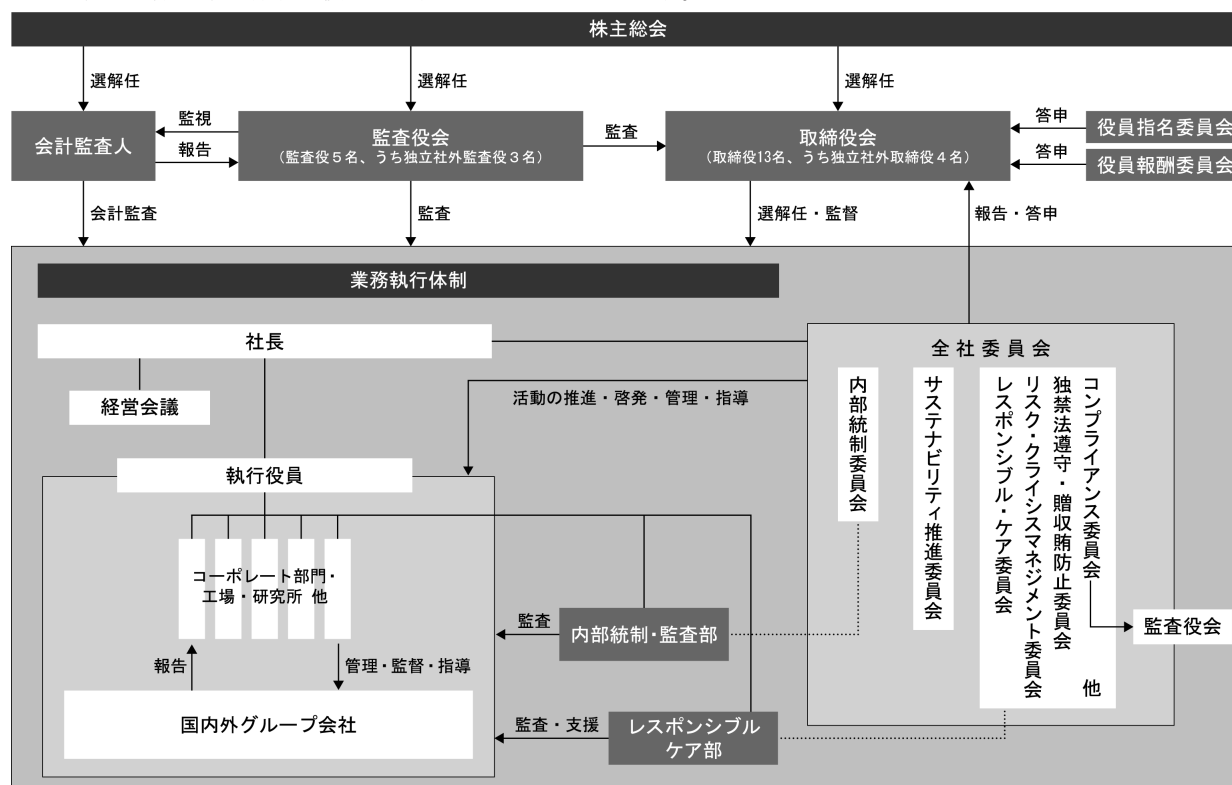 株主総会
選解任
選解任
選解任
会計監査人
監視
報告
監査役会
(監査役5名、うち独立社外監査役3名)
監査
取締役会
(取締役13名、うち独立社外取締役4名)
答申
役員指名委員会
答申
役員報酬委員会
会計監査
監査
選解任・監督
報告・答申
業務執行体制
社長
経営会議
活動の推進・啓発・管理・指導
執行役員
コーポレート部門・
工場・研究所 他
報告
管理・監督・指導
国内外グループ会社
監査
内部統制・監査部
監査・支援
レスポンシブル
ケア部
全社委員会
内部統制委員会
サステナビリティ推進委員会
コンプライアンス委員会
独禁法遵守・贈収賄防止委員会
リスク・クライシスマネジメント委員会
レスポンシブル・ケア委員会
他
監査役会